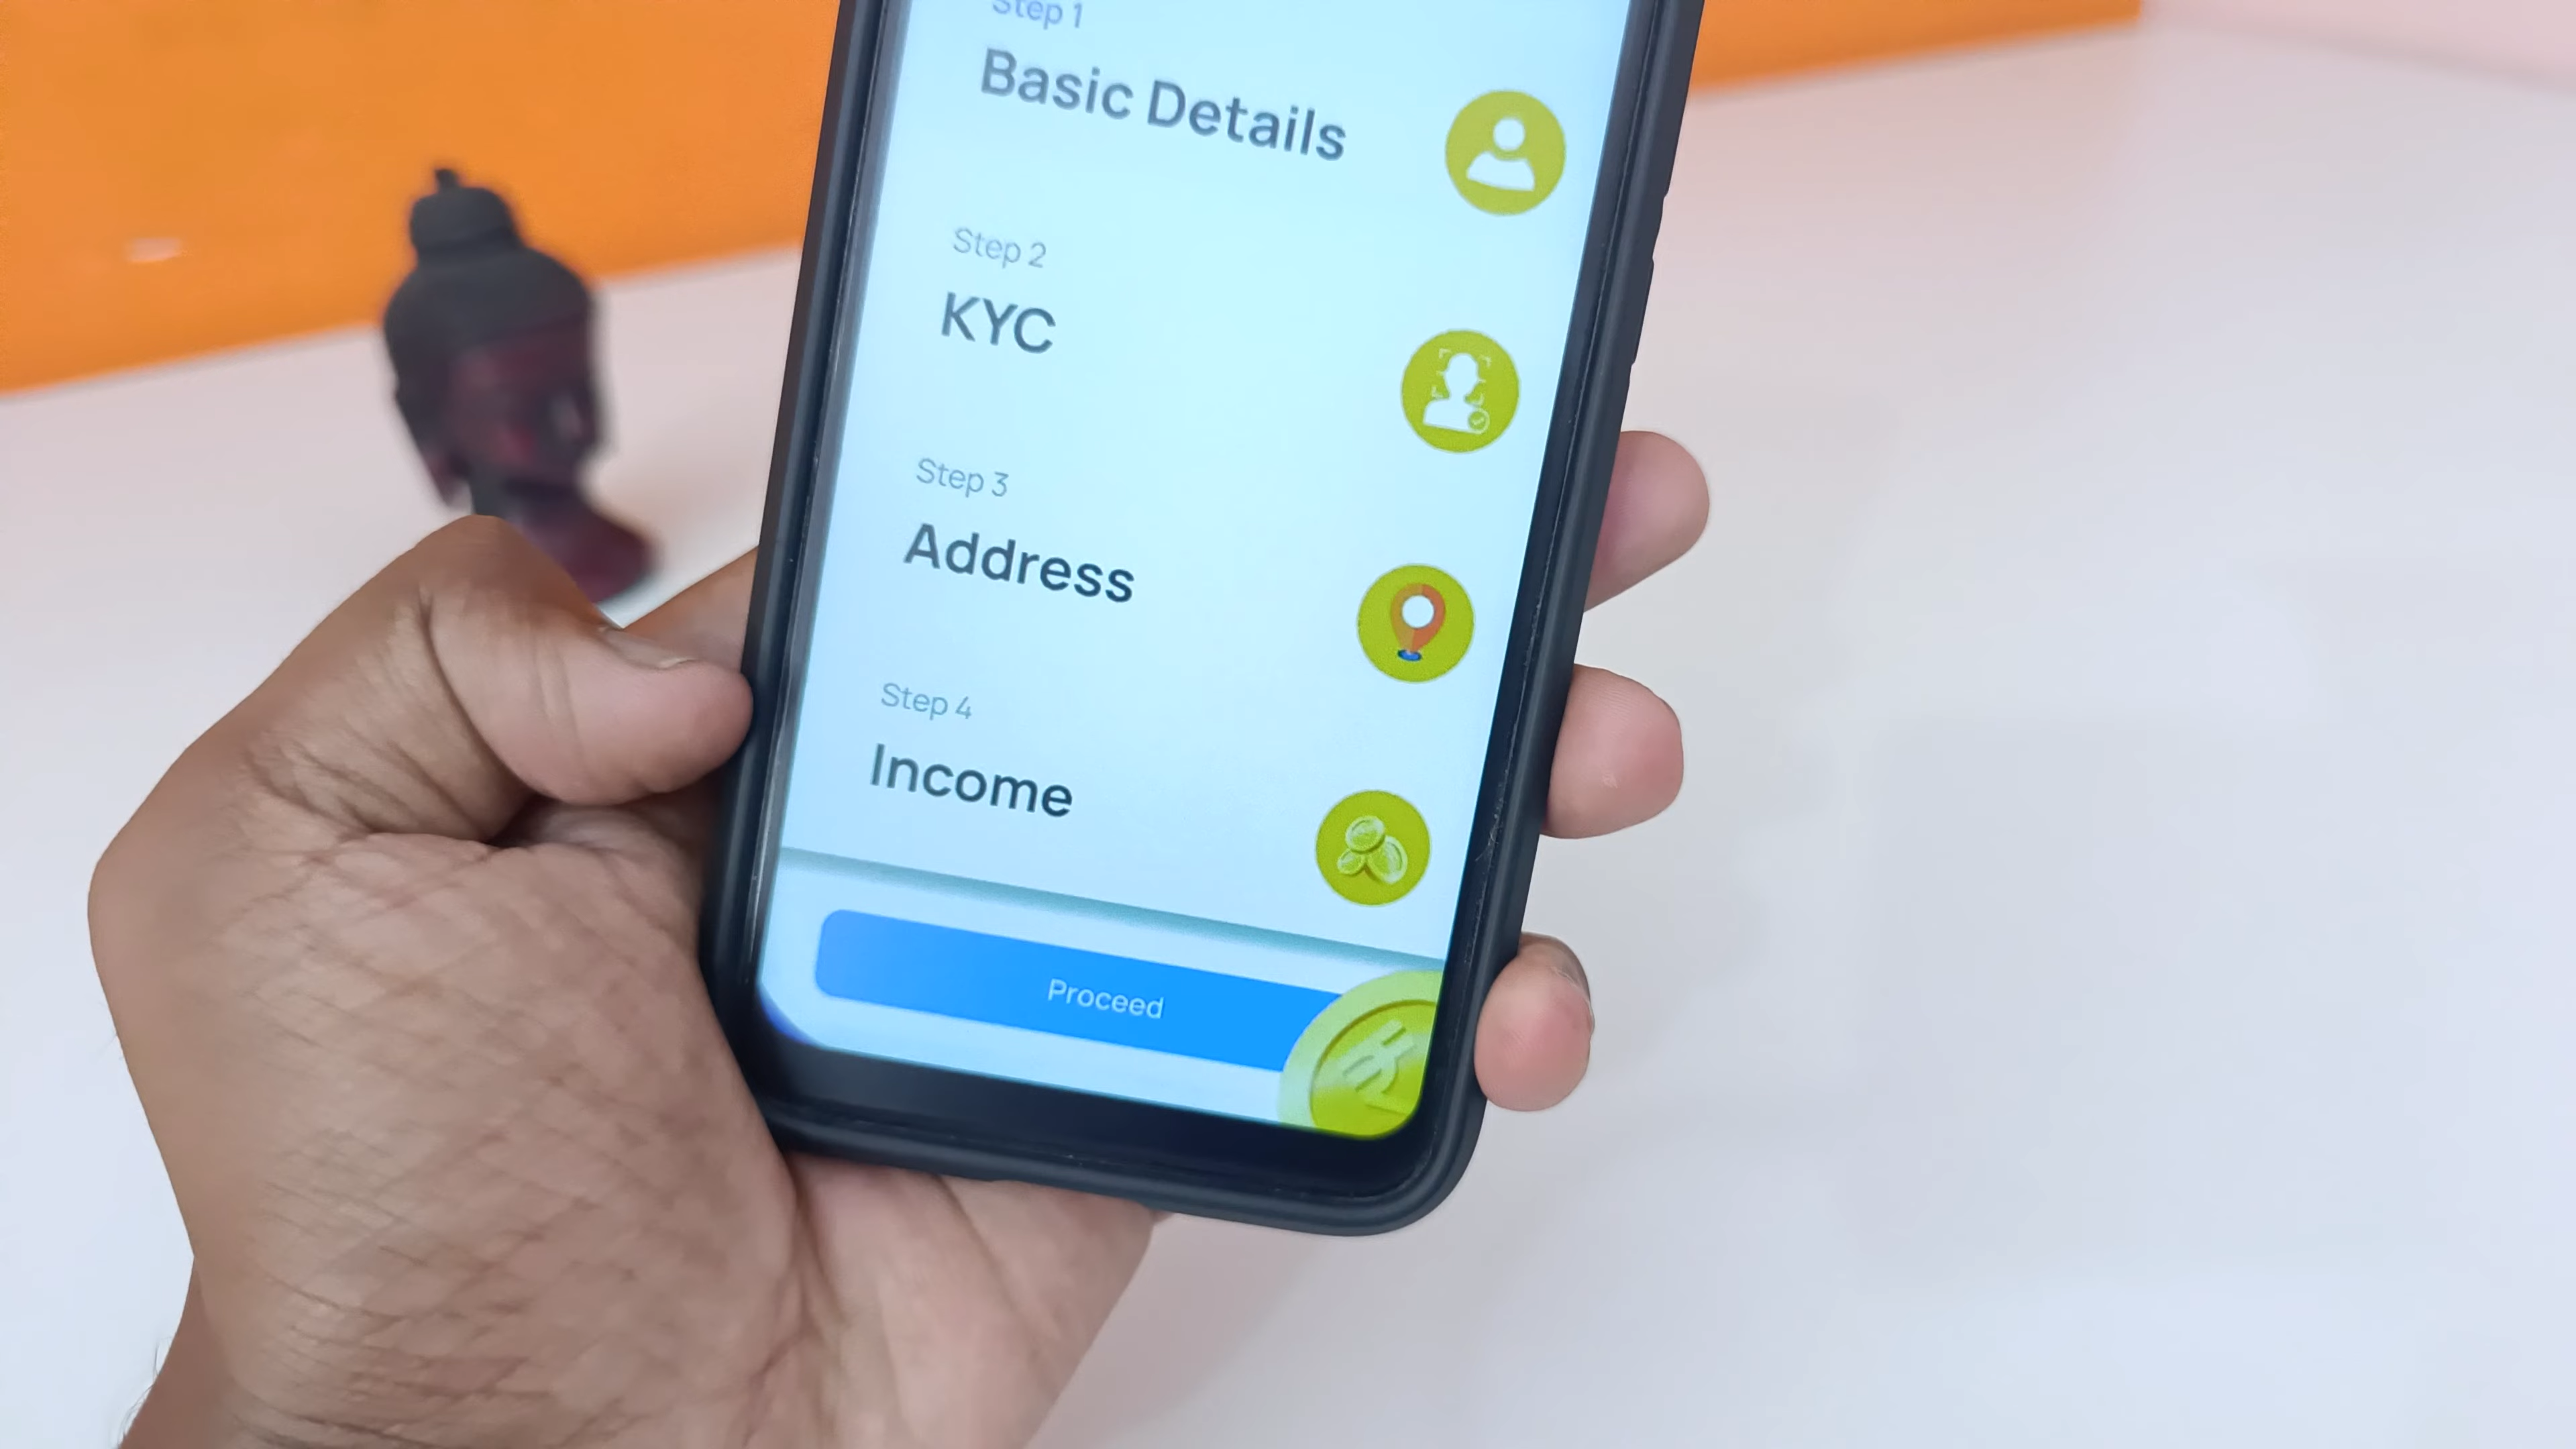 Step 1
Basic Details
Step 2
KYC
Step 3
Address
Step 4
Income
Proceed
₹